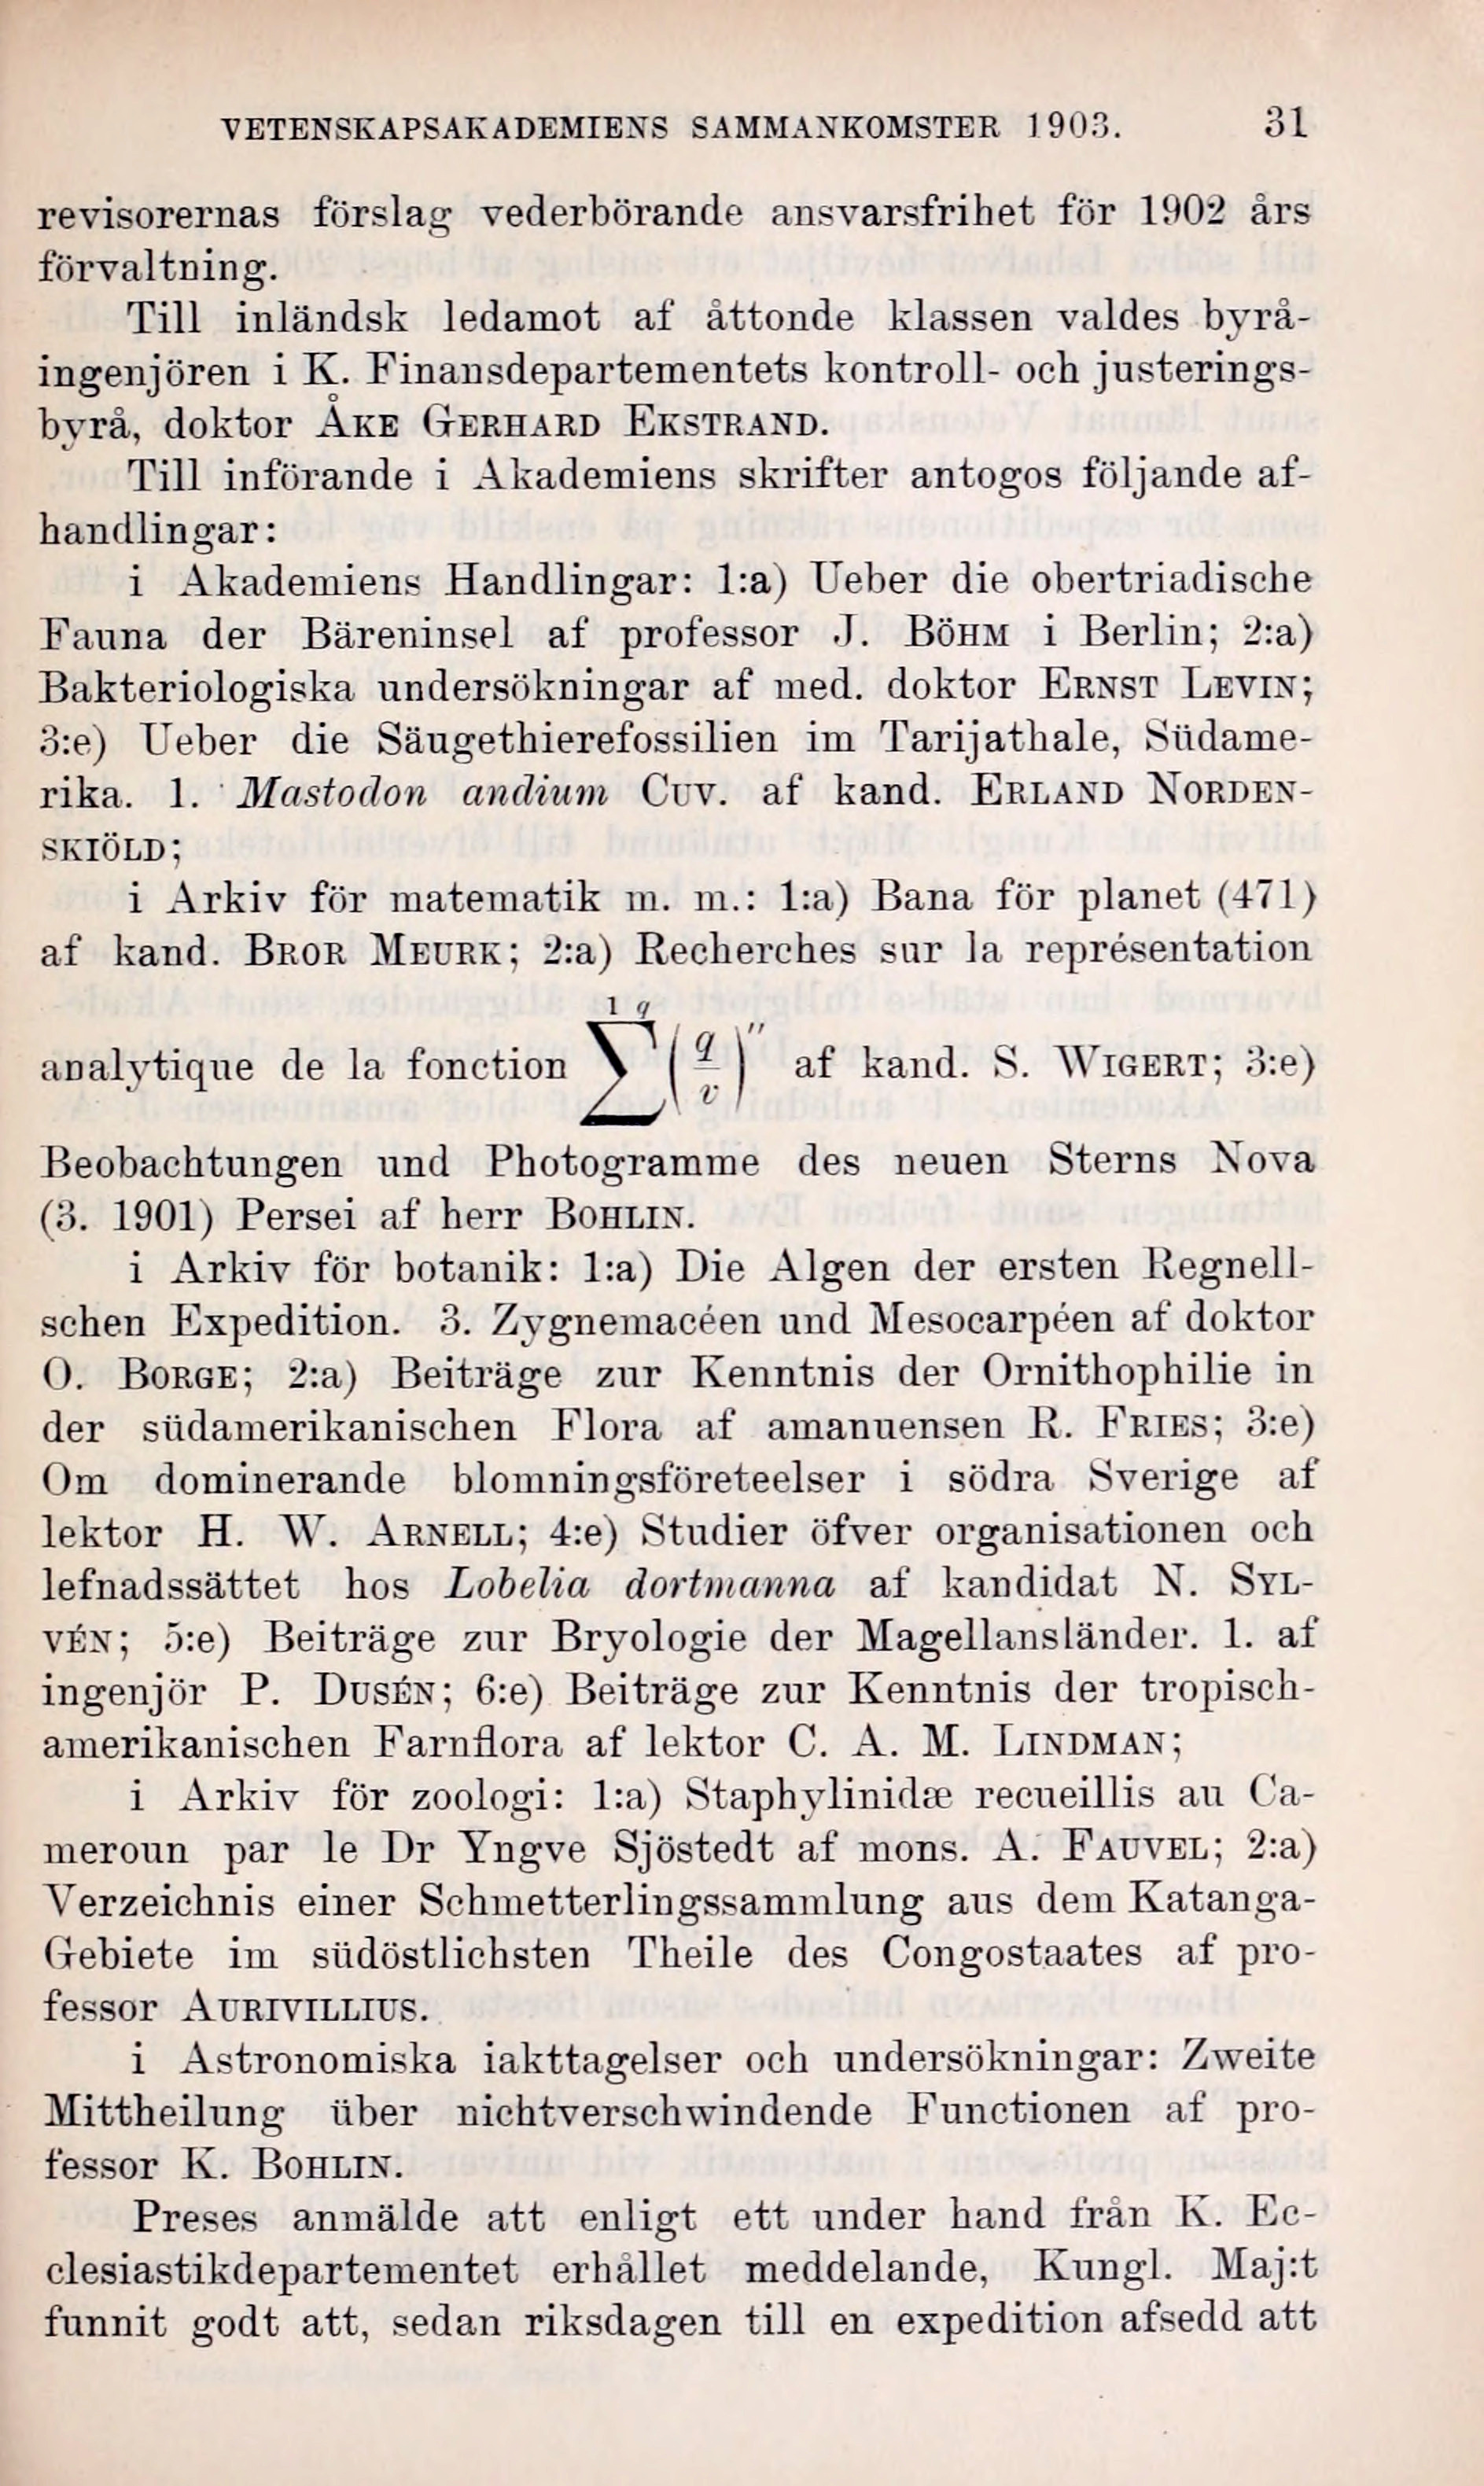 VETENSKAPSAKADEMIENS SAMMANKOMSTER 1903. 31
revisorernas förslag vederbörande ansvarsfrihet för 1902 års
förvaltning.
Till inländsk ledamot af åttonde klassen valdes byrå-
ingenjören i K. Finansdepartementets kontroll- och justerings-
byrå, doktor ÅKE GERHARD EKSTRAND.
Till införande i Akademiens skrifter antogos följande af-
handlingar:
i Akademiens Handlingar: 1:a) Ueber die obertriadische
Fauna der Bäreninsel af professor J. BÖHM i Berlin; 2:a)
Bakteriologiska undersökningar af med. doktor ERNST LEVIN;
3:e) Ueber die Säugethierefossilien im Tarijathale, Südame-
rika. 1. Mastodon andium CUV. af kand. ERLAND NORDEN-
SKIÖLD;
i Arkiv för matematik m. m.: 1:a) Bana för planet (471)
af kand. BROR MEURK; 2:a) Recherches sur la représentation
analytique de la fonction 1 q ∑ (q/v)″ af kand. S. WIGERT; 3:e)
Beobachtungen und Photogramme des neuen Sterns Nova
(3. 1901) Persei af herr BOHLIN.
i Arkiv för botanik: 1:a) Die Algen der ersten Regnell-
schen Expedition. 3. Zygnemacéen und Mesocarpéen af doktor
O. BORGE; 2:a) Beiträge zur Kenntnis der Ornithophilie in
der südamerikanischen Flora af amanuensen R. FRIES; 3:e)
Om dominerande blomningsföreteelser i södra Sverige af
lektor H. W. ARNELL; 4:e) Studier öfver organisationen och
lefnadssättet hos Lobelia dortmanna af kandidat N. SYL-
VÉN; 5:e) Beiträge zur Bryologie der Magellansländer. 1. af
ingenjör P. DUSÉN; 6:e) Beiträge zur Kenntnis der tropisch-
amerikanischen Farnflora af lektor C. A. M. LINDMAN;
i Arkiv för zoologi: 1:a) Staphylinidæ recueillis au Ca-
meroun par le Dr Yngve Sjöstedt af mons. A. FAUVEL; 2:a)
Verzeichnis einer Schmetterlingssammlung aus dem Katanga-
Gebiete im südöstlichsten Theile des Congostaates af pro-
fessor AURIVILLIUS.
i Astronomiska iakttagelser och undersökningar: Zweite
Mittheilung über nichtverschwindende Functionen af pro-
fessor K. BOHLIN.
Preses anmälde att enligt ett under hand från K. Ec-
clesiastikdepartementet erhållet meddelande, Kungl. Maj:t
funnit godt att, sedan riksdagen till en expedition afsedd att